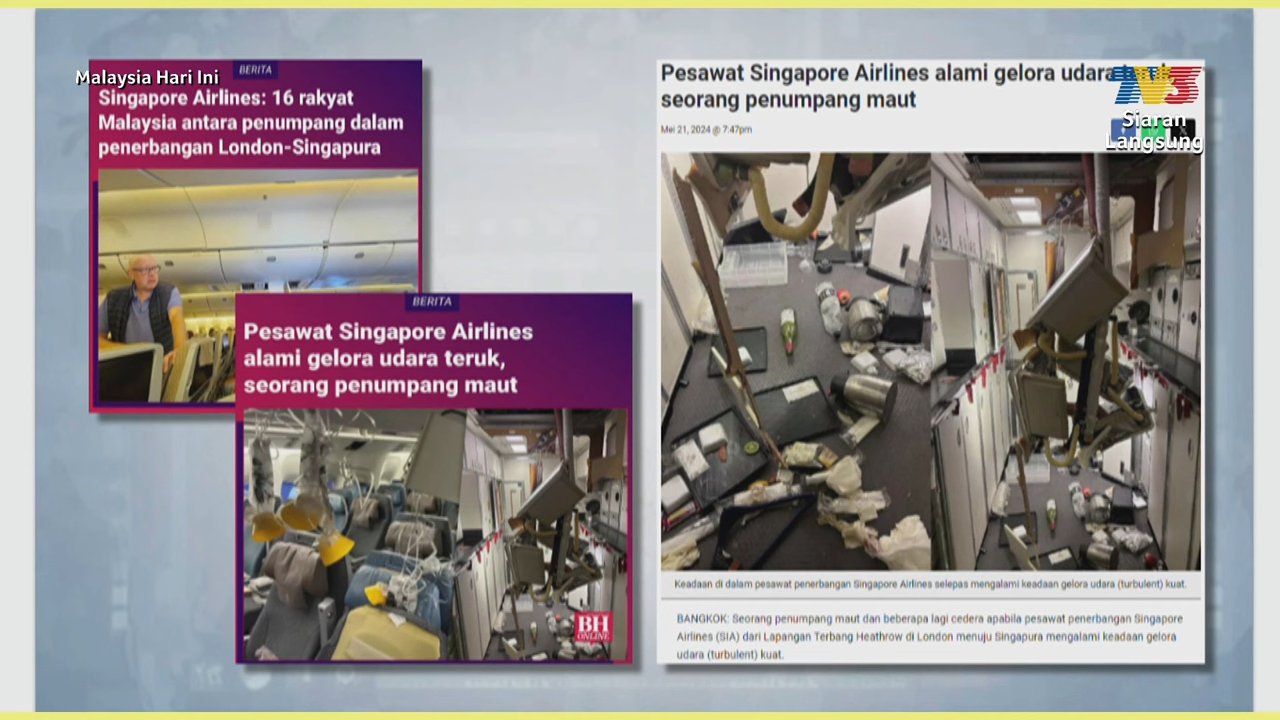 Malaysia Hari Ini
BERITA
Singapore Airlines: 16 rakyat
Malaysia antara penumpang dalam
penerbangan London-Singapura
BERITA
Pesawat Singapore Airlines
alami gelora udara teruk,
seorang penumpang maut
BH
ONLINE
Pesawat Singapore Airlines alami gelora udara teruk,
seorang penumpang maut
Mei 21, 2024 @ 7:47pm
TV3
Siaran
Langsung
Keadaan di dalam pesawat penerbangan Singapore Airlines selepas mengalami keadaan gelora udara (turbulent) kuat.
BANGKOK: Seorang penumpang maut dan beberapa lagi cedera apabila pesawat penerbangan Singapore
Airlines (SIA) dari Lapangan Terbang Heathrow di London menuju Singapura mengalami keadaan gelora
udara (turbulent) kuat.